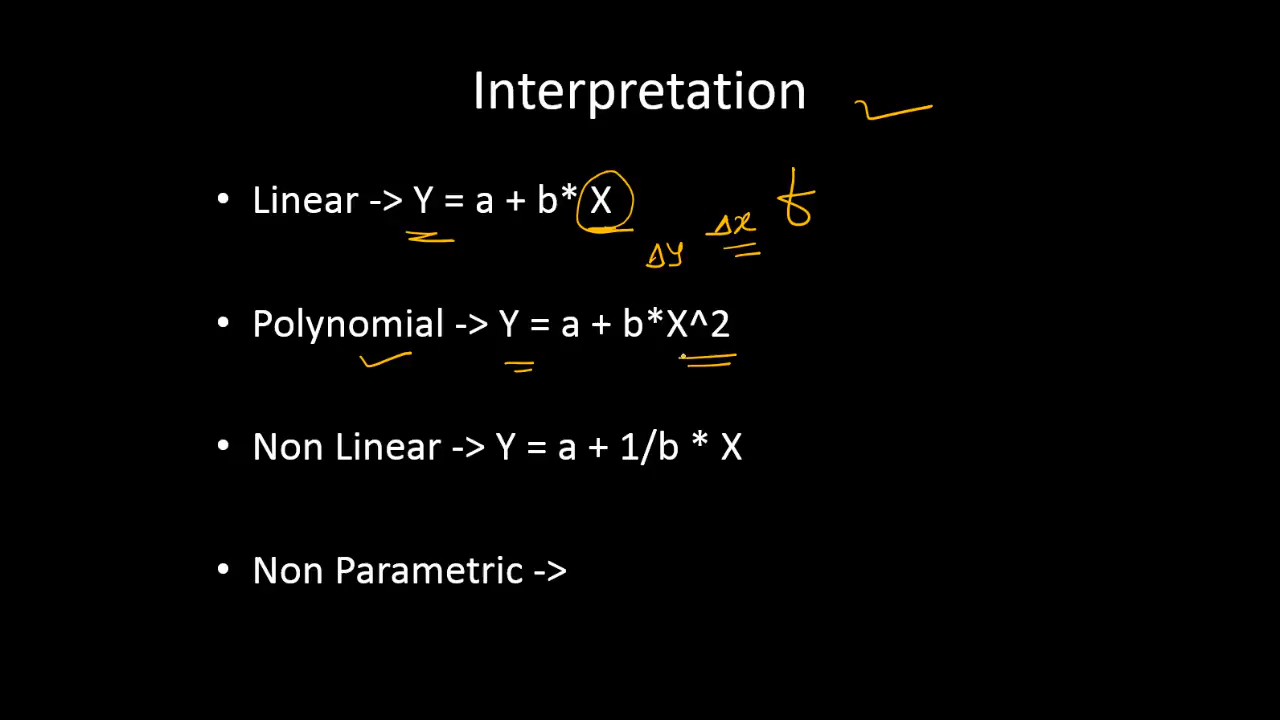 Interpretation
• Linear -> Y = a + b* X
Δx
ΔY
• Polynomial -> Y = a + b*X^2
• Non Linear -> Y = a + 1/b * X
• Non Parametric ->